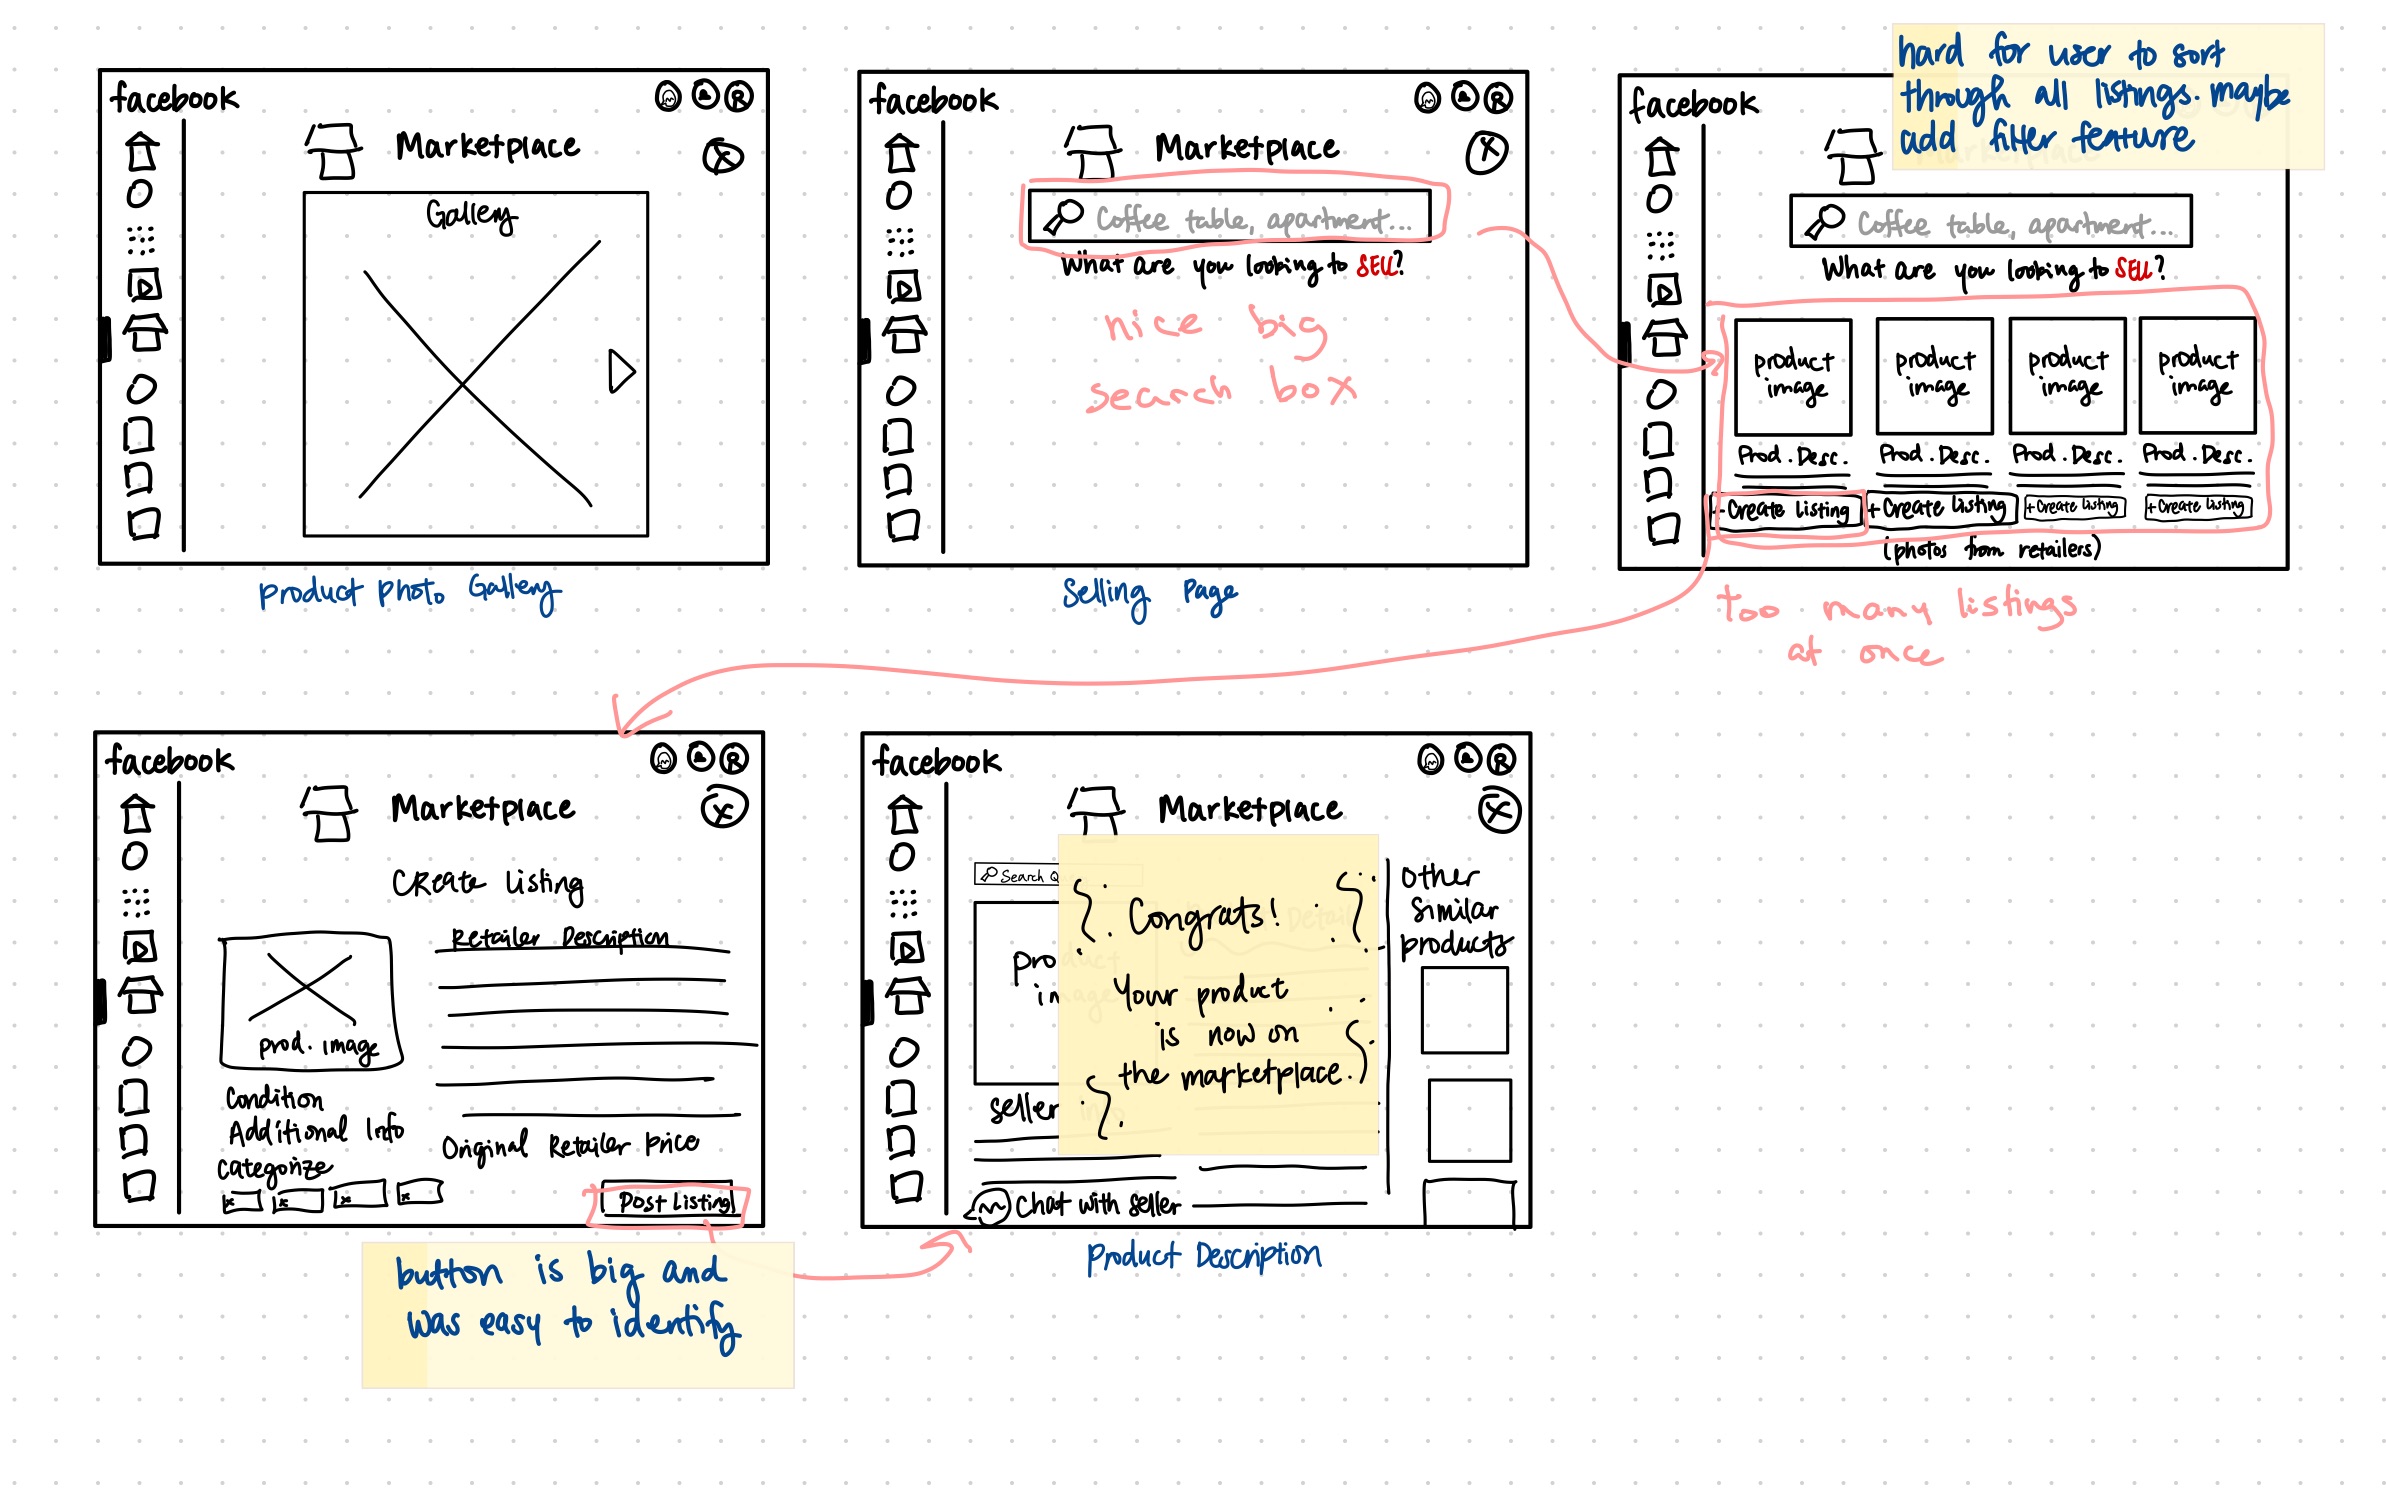 facebook
R
Marketplace
X
Gallery
product photo Gallery
facebook
R
Marketplace
X
Coffee table, apartment...
What are you looking to SELL?
nice big
search box
Selling Page
hard for user to sort
through all listings. maybe
add filter feature
facebook
Marketplace
Coffee table, apartment...
What are you looking to SELL?
product image
product image
product image
product image
Prod. Desc.
Prod. Desc.
Prod. Desc.
Prod. Desc.
+Create listing
+Create listing
+Create listing
+Create listing
(photos from retailers)
too many listings
at once
facebook
R
Marketplace
X
Create Listing
prod. image
Retailer Description
Condition
Additional Info
Categorize
x
x
x
x
Original Retailer Price
Post Listing
button is big and
was easy to identify
facebook
R
Marketplace
X
Search
product
image
Detail
Congrats!
Your product
is now on
the marketplace.
seller
Chat with seller
other
similar
products
Product Description